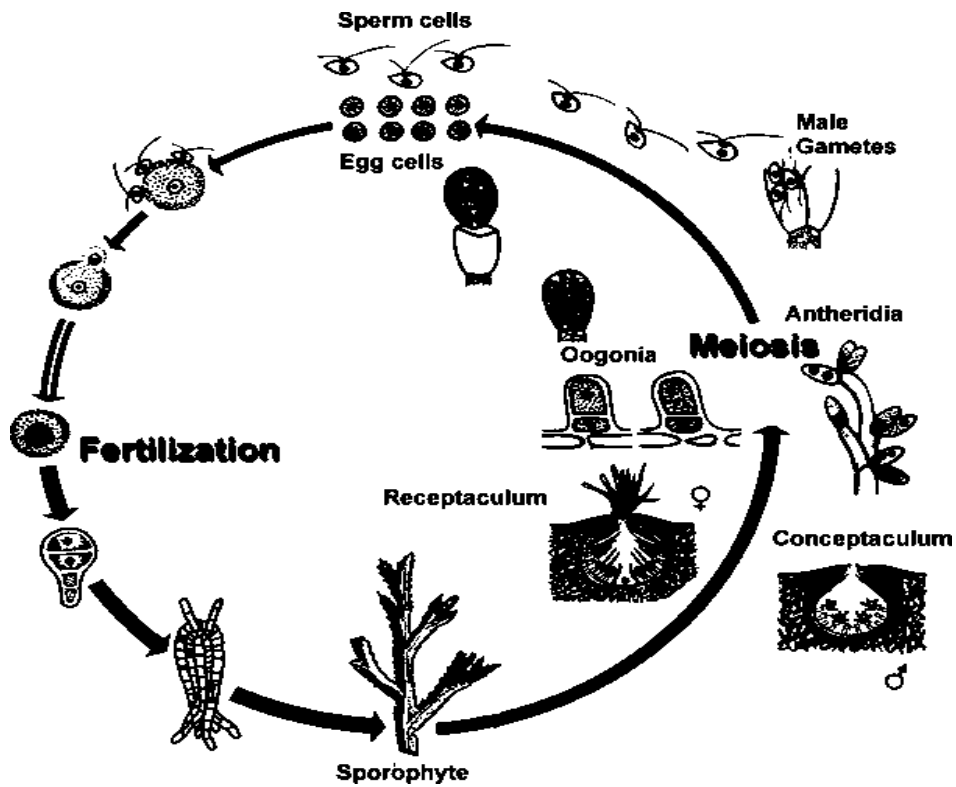 Sperm cells
Egg cells
Male
Gametes
Antheridia
Meiosis
Oogonia
Fertilization
Receptaculum
♀
Conceptaculum
♂
Sporophyte